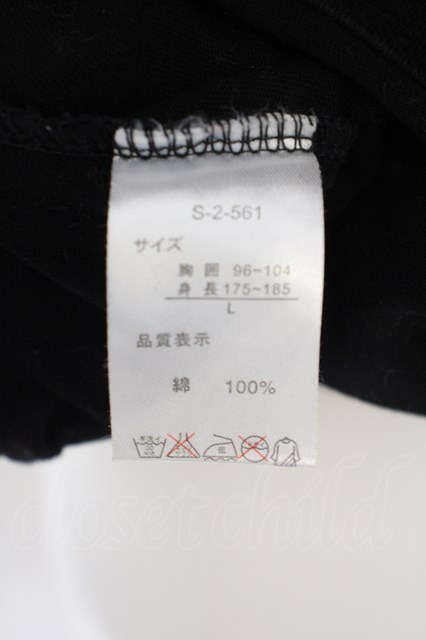 S-2-561
サイズ
胸囲 96~104
身長 175~185
L
品質表示
綿 100%
低
closetchild